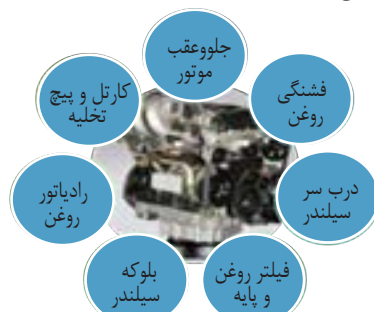 جلووعقب
موتور
فشنگی
روغن
درب سر
سیلندر
فیلتر روغن
و پایه
بلوکه
سیلندر
رادیاتور
روغن
کارتل و پیچ
تخلیه